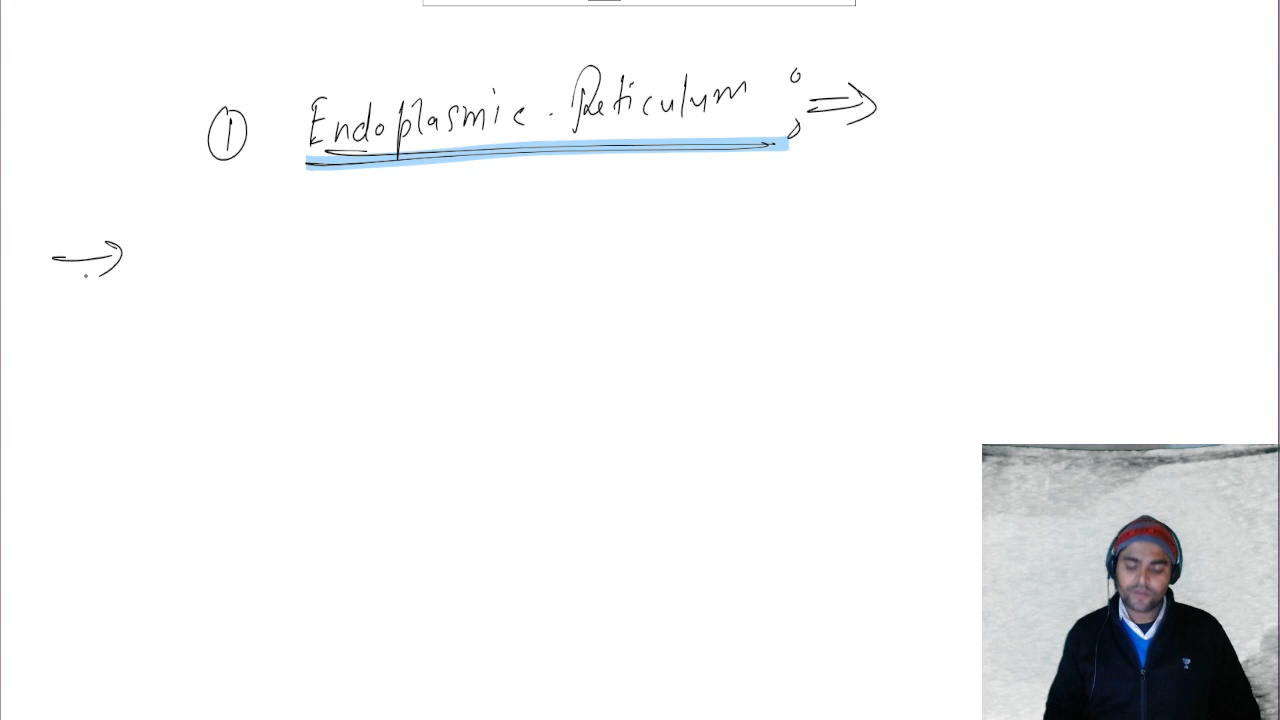 ① Endoplasmic Reticulum : ⇒
→